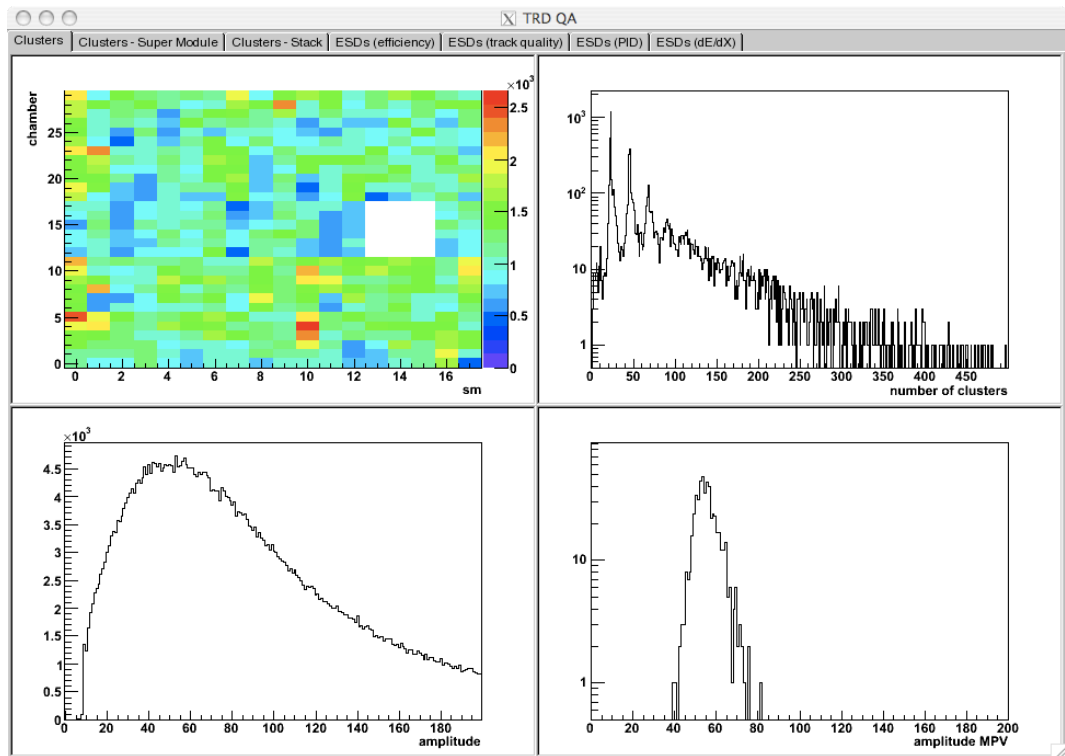 TRD QA
Clusters Clusters - Super Module Clusters - Stack ESDs (efficiency) ESDs (track quality) ESDs (PID) ESDs (dE/dX)
chamber
25
20
15
10
5
0
0 2 4 6 8 10 12 14 16
sm
×10³
2.5
2
1.5
1
0.5
0
10³
10²
10
1
0 50 100 150 200 250 300 350 400 450
number of clusters
×10³
4.5
4
3.5
3
2.5
2
1.5
1
0.5
0
0 20 40 60 80 100 120 140 160 180
amplitude
10
1
0 20 40 60 80 100 120 140 160 180 200
amplitude MPV